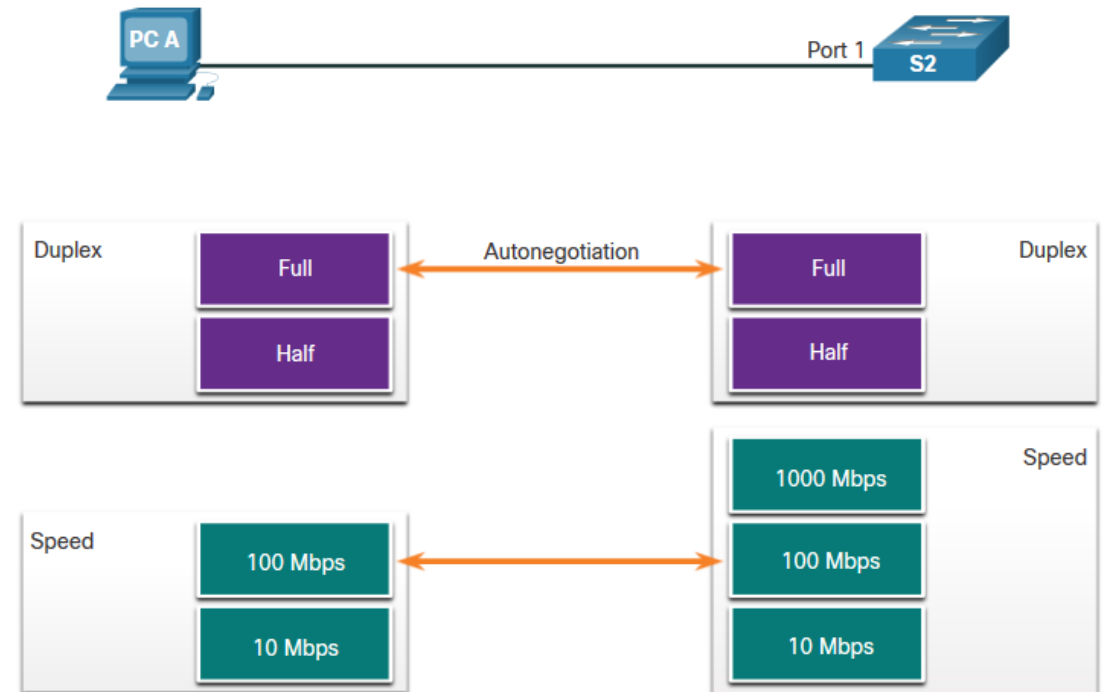 PC A
Port 1
S2
Duplex
Full
Half
Autonegotiation
Full
Half
Duplex
Speed
100 Mbps
10 Mbps
1000 Mbps
100 Mbps
10 Mbps
Speed